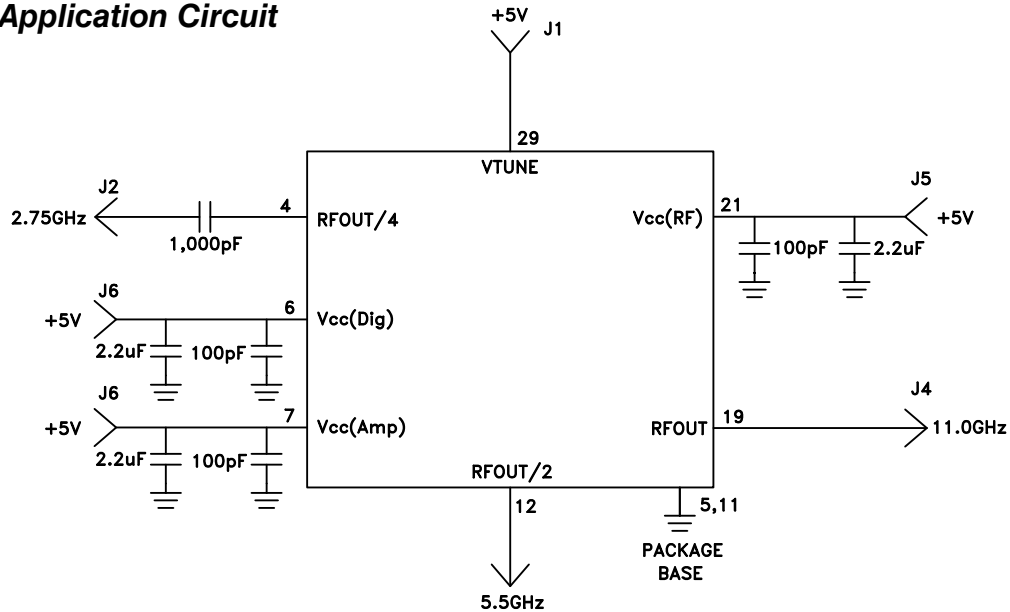 Application Circuit
+5V
J1
29
VTUNE
J2
2.75GHz
1,000pF
4
RFOUT/4
Vcc(RF)
21
J5
+5V
100pF
2.2uF
J6
+5V
6
Vcc(Dig)
2.2uF
100pF
J6
+5V
7
Vcc(Amp)
2.2uF
100pF
RFOUT
19
J4
11.0GHz
RFOUT/2
12
5,11
PACKAGE
BASE
5.5GHz